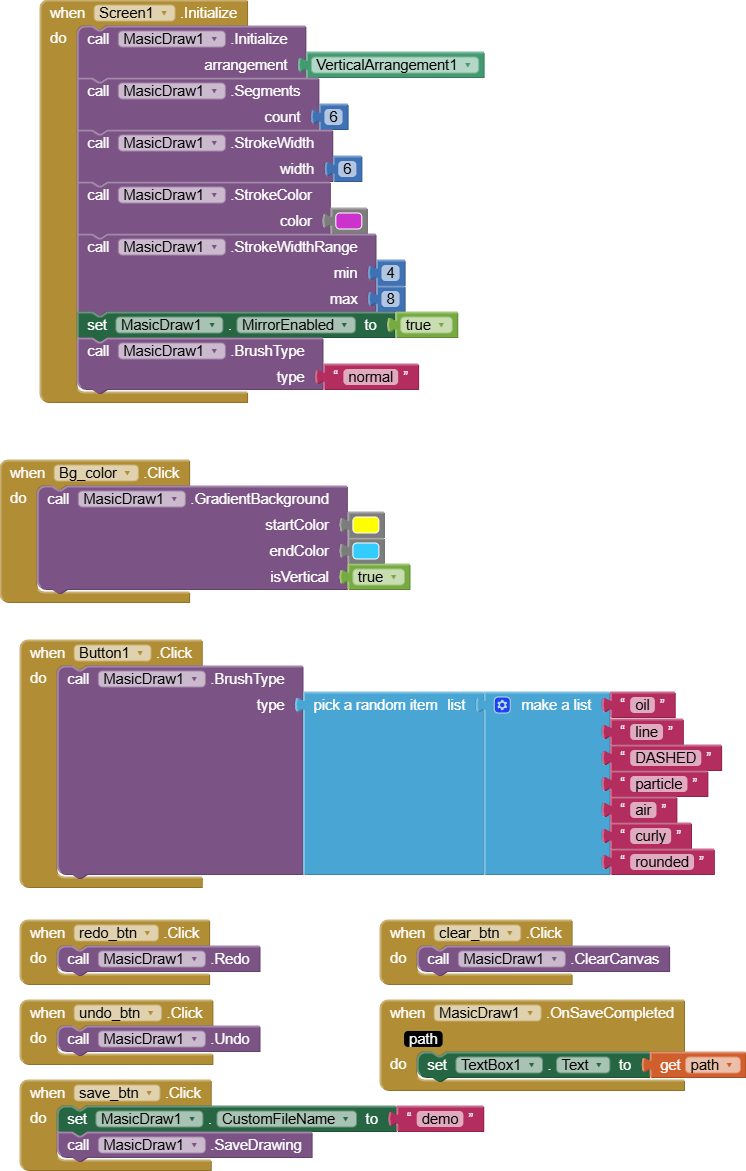 when Screen1 .Initialize
do call MasicDraw1 .Initialize
arrangement VerticalArrangement1
call MasicDraw1 .Segments
count 6
call MasicDraw1 .StrokeWidth
width 6
call MasicDraw1 .StrokeColor
color
call MasicDraw1 .StrokeWidthRange
min 4
max 8
set MasicDraw1 . MirrorEnabled to true
call MasicDraw1 .BrushType
type “ normal ”
when Bg_color .Click
do call MasicDraw1 .GradientBackground
startColor
endColor
isVertical true
when Button1 .Click
do call MasicDraw1 .BrushType
type pick a random item list make a list “ oil ”
“ line ”
“ DASHED ”
“ particle ”
“ air ”
“ curly ”
“ rounded ”
when redo_btn .Click
do call MasicDraw1 .Redo
when clear_btn .Click
do call MasicDraw1 .ClearCanvas
when undo_btn .Click
do call MasicDraw1 .Undo
when MasicDraw1 .OnSaveCompleted
path
do set TextBox1 . Text to get path
when save_btn .Click
do set MasicDraw1 . CustomFileName to “ demo ”
call MasicDraw1 .SaveDrawing